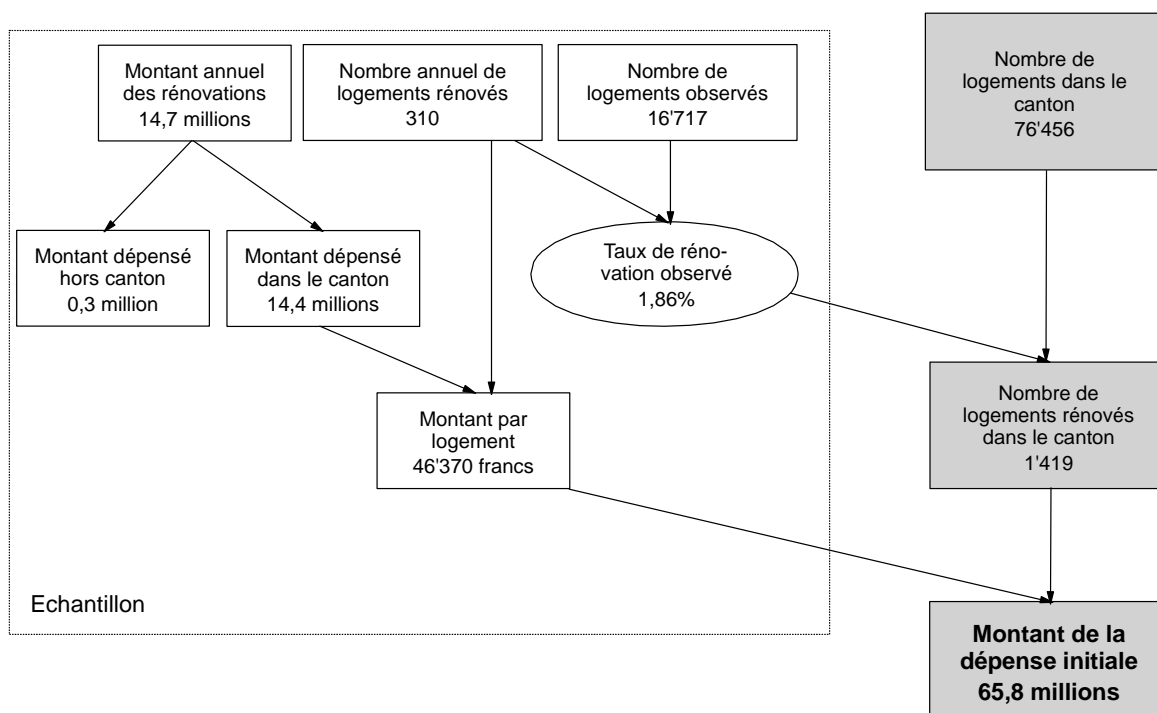 Montant annuel
des rénovations
14,7 millions
Nombre annuel de
logements rénovés
310
Nombre de
logements observés
16'717
Nombre de
logements dans le
canton
76'456
Montant dépensé
hors canton
0,3 million
Montant dépensé
dans le canton
14,4 millions
Taux de réno-
vation observé
1,86%
Montant par
logement
46'370 francs
Nombre de
logements rénovés
dans le canton
1'419
Echantillon
Montant de la
dépense initiale
65,8 millions